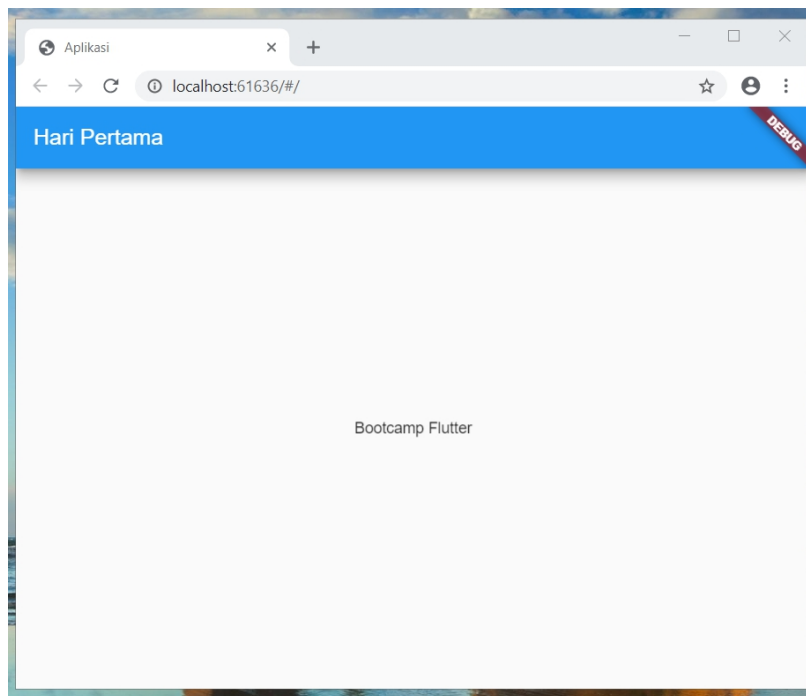 Aplikasi
localhost:61636/#/
Hari Pertama
DEBUG
Bootcamp Flutter